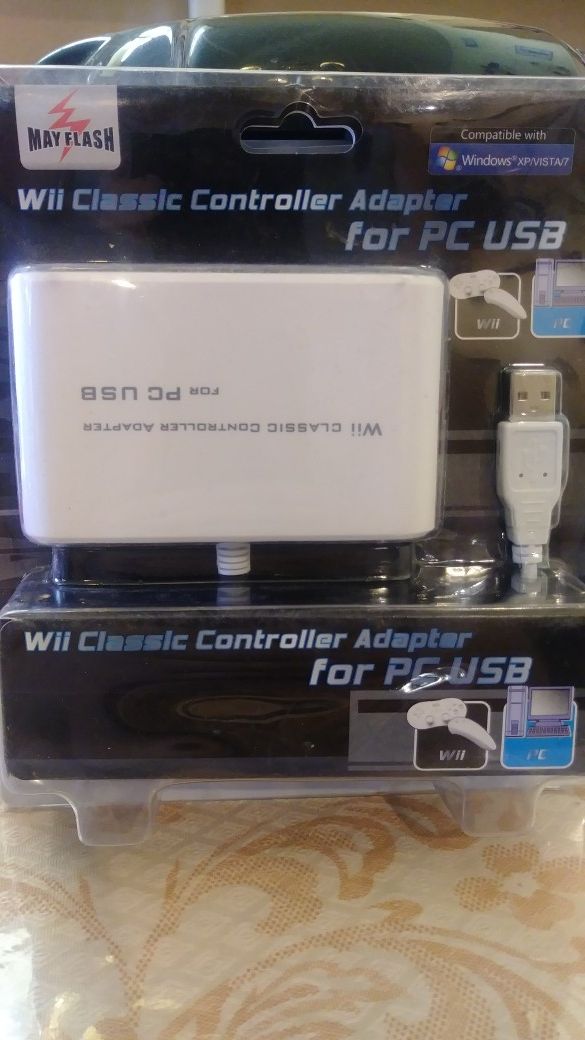 MAYFLASH
Compatible with
Windows® XP/VISTA/7
Wii Classic Controller Adapter
for PC USB
Wii
PC
Wii CLASSIC CONTROLLER ADAPTER
FOR PC USB
Wii Classic Controller Adapter
for PC USB
Wii
PC